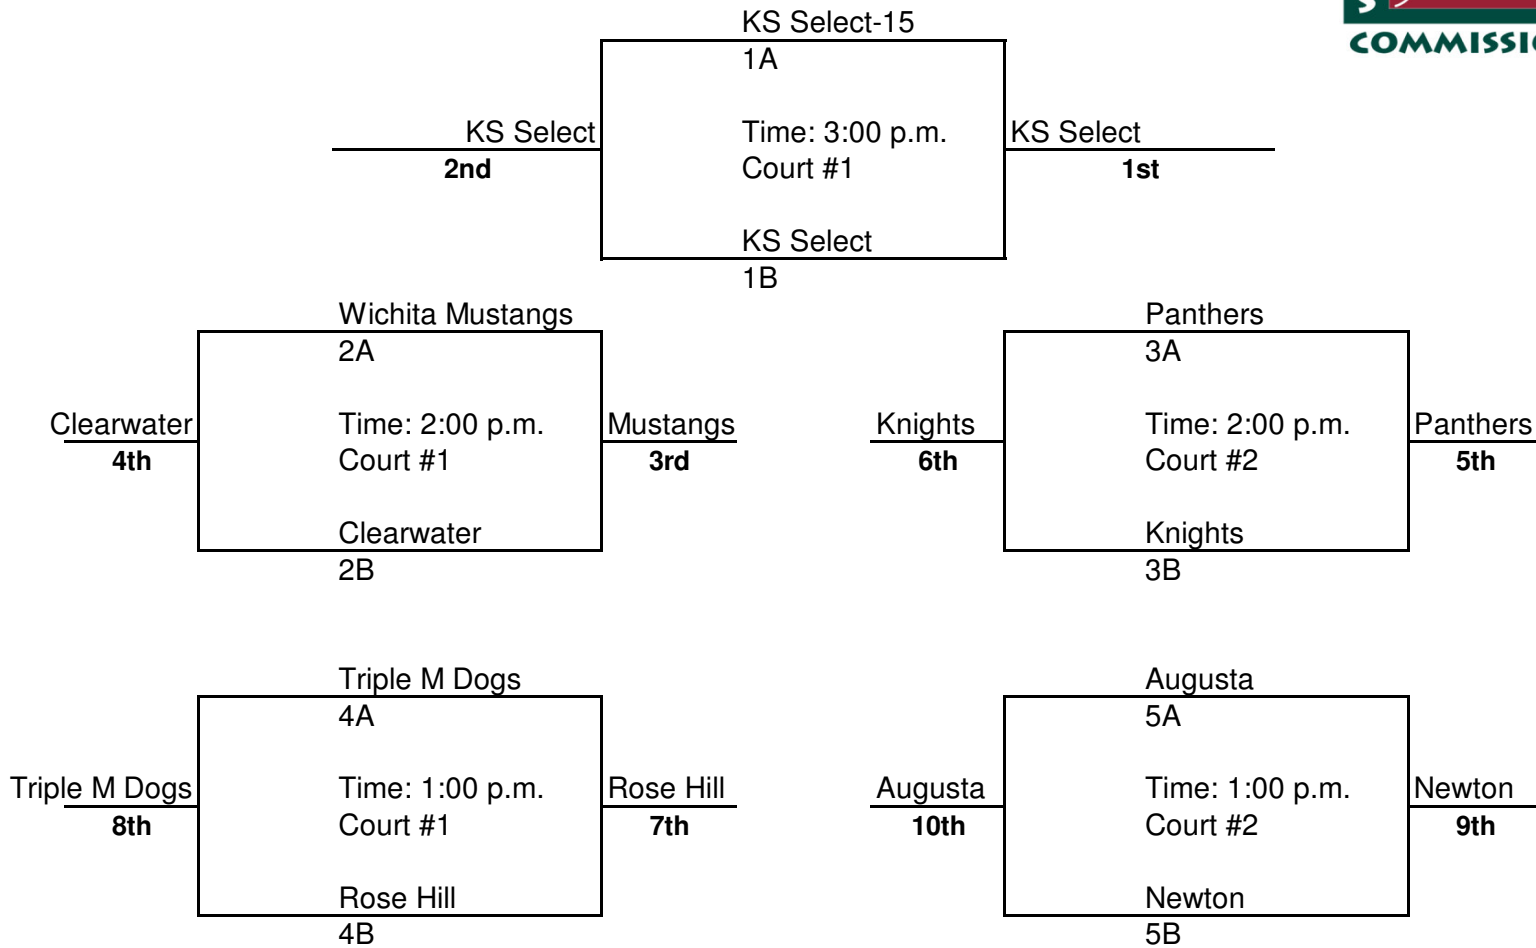 S
COMMISSI
KS Select-15
1A
KS Select
Time: 3:00 p.m.
KS Select
2nd
Court #1
1st
KS Select
1B
Wichita Mustangs
2A
Clearwater
Time: 2:00 p.m.
Mustangs
4th
Court #1
3rd
Clearwater
2B
Panthers
3A
Knights
Time: 2:00 p.m.
Panthers
6th
Court #2
5th
Knights
3B
Triple M Dogs
4A
Triple M Dogs
Time: 1:00 p.m.
Rose Hill
8th
Court #1
7th
Rose Hill
4B
Augusta
5A
Augusta
Time: 1:00 p.m.
Newton
10th
Court #2
9th
Newton
5B